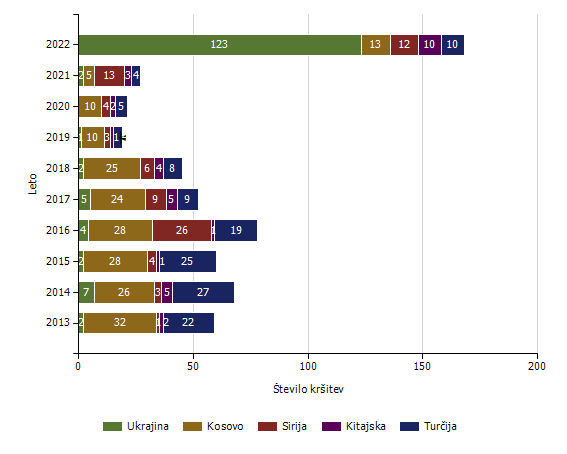 2022 123 13 12 10 10
2021 2 5 13 3 4
2020 10 4 2 5
2019 1 10 3 1
2018 2 25 6 4 8
2017 5 24 9 5 9
2016 4 28 26 1 19
2015 2 28 4 1 25
2014 7 26 3 5 27
2013 2 32 1 2 22
Leto
0 50 100 150 200
Število kršitev
Ukrajina Kosovo Sirija Kitajska Turčija